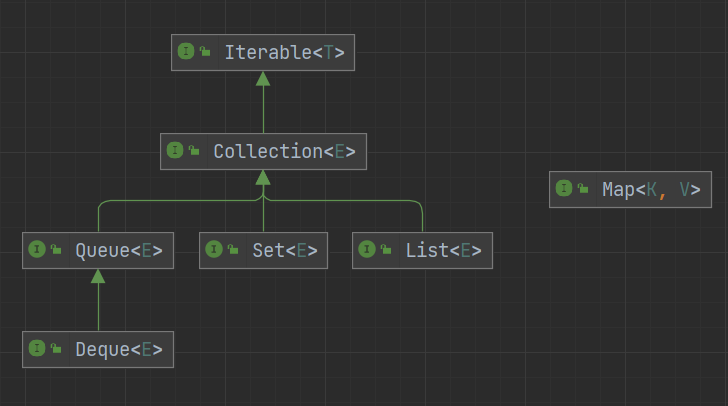 Iterable<T>
Collection<E>
Map<K, V>
Queue<E>
Set<E>
List<E>
Deque<E>